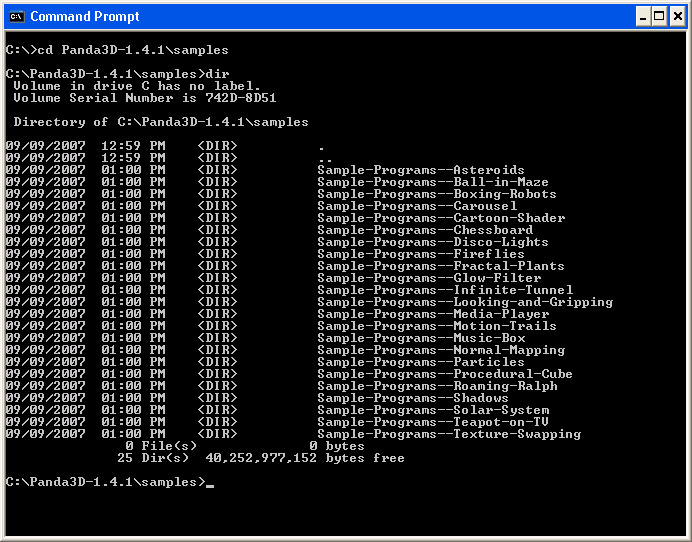 Command Prompt
C:\>cd Panda3D-1.4.1\samples
C:\Panda3D-1.4.1\samples>dir
 Volume in drive C has no label.
 Volume Serial Number is 742D-8D51
 Directory of C:\Panda3D-1.4.1\samples
09/09/2007  12:59 PM    <DIR>          .
09/09/2007  12:59 PM    <DIR>          ..
09/09/2007  01:00 PM    <DIR>          Sample-Programs--Asteroids
09/09/2007  01:00 PM    <DIR>          Sample-Programs--Ball-in-Maze
09/09/2007  01:00 PM    <DIR>          Sample-Programs--Boxing-Robots
09/09/2007  01:00 PM    <DIR>          Sample-Programs--Carousel
09/09/2007  01:00 PM    <DIR>          Sample-Programs--Cartoon-Shader
09/09/2007  01:00 PM    <DIR>          Sample-Programs--Chessboard
09/09/2007  01:00 PM    <DIR>          Sample-Programs--Disco-Lights
09/09/2007  01:00 PM    <DIR>          Sample-Programs--Fireflies
09/09/2007  01:00 PM    <DIR>          Sample-Programs--Fractal-Plants
09/09/2007  01:00 PM    <DIR>          Sample-Programs--Glow-Filter
09/09/2007  01:00 PM    <DIR>          Sample-Programs--Infinite-Tunnel
09/09/2007  01:00 PM    <DIR>          Sample-Programs--Looking-and-Gripping
09/09/2007  01:00 PM    <DIR>          Sample-Programs--Media-Player
09/09/2007  01:00 PM    <DIR>          Sample-Programs--Motion-Trails
09/09/2007  01:00 PM    <DIR>          Sample-Programs--Music-Box
09/09/2007  01:00 PM    <DIR>          Sample-Programs--Normal-Mapping
09/09/2007  01:00 PM    <DIR>          Sample-Programs--Particles
09/09/2007  01:00 PM    <DIR>          Sample-Programs--Procedural-Cube
09/09/2007  01:00 PM    <DIR>          Sample-Programs--Roaming-Ralph
09/09/2007  01:00 PM    <DIR>          Sample-Programs--Shadows
09/09/2007  01:00 PM    <DIR>          Sample-Programs--Solar-System
09/09/2007  01:00 PM    <DIR>          Sample-Programs--Teapot-on-TV
09/09/2007  01:00 PM    <DIR>          Sample-Programs--Texture-Swapping
               0 File(s)              0 bytes
              25 Dir(s)  40,252,977,152 bytes free
C:\Panda3D-1.4.1\samples>_